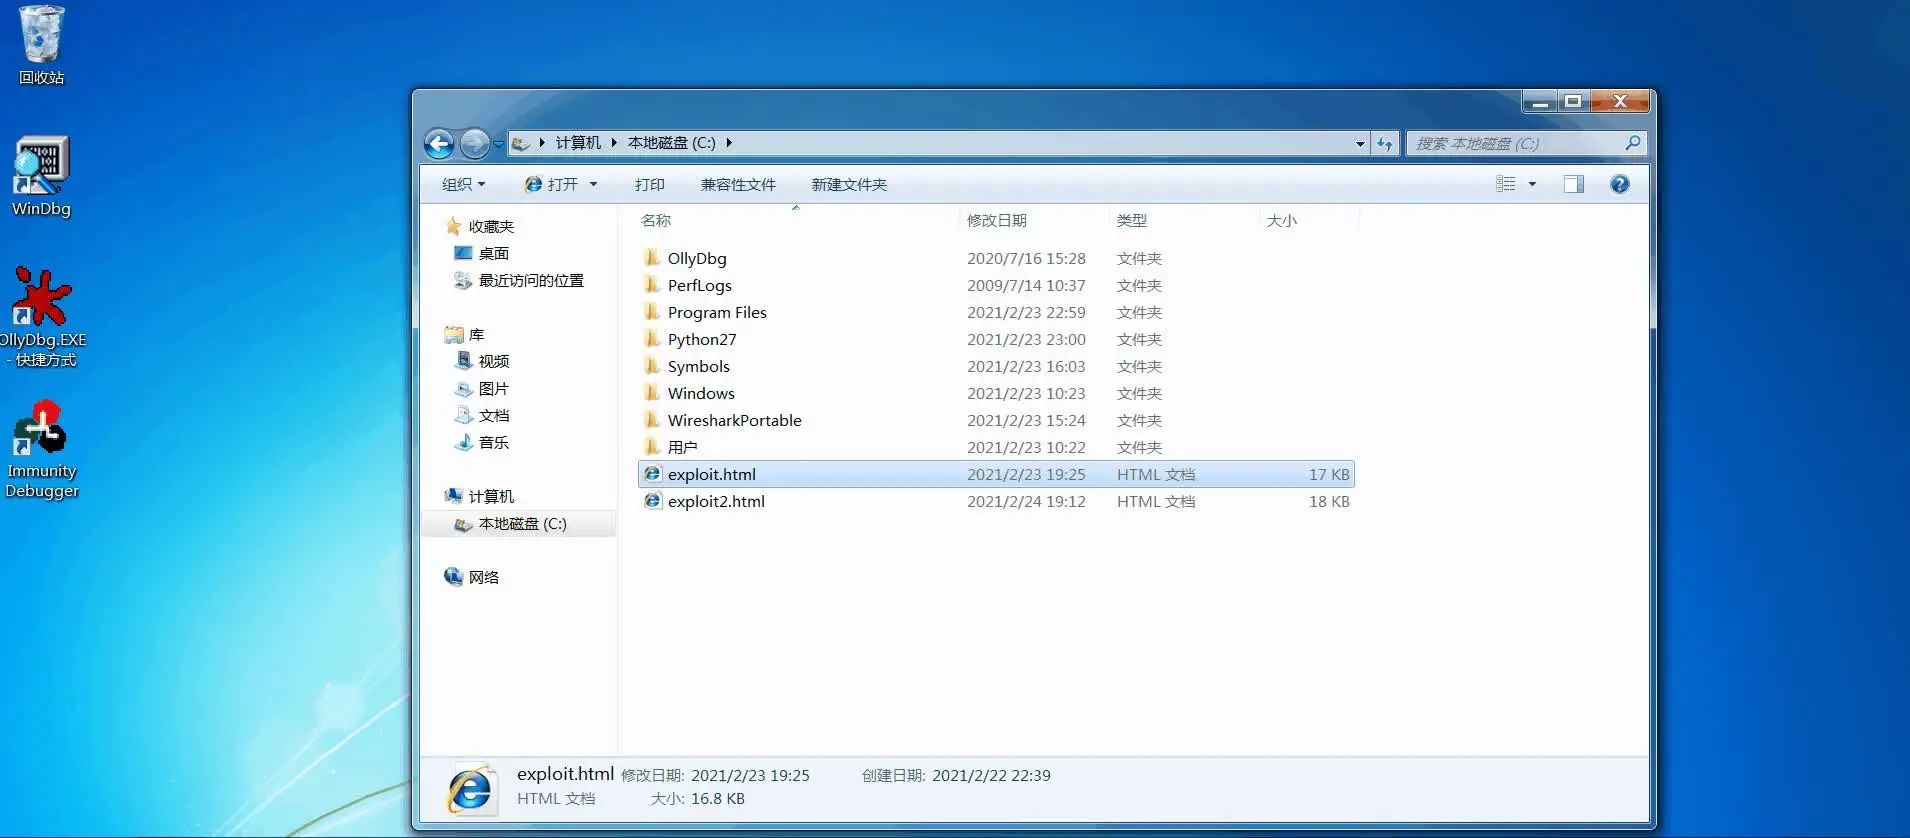 回收站
WinDbg
OllyDbg.EXE
- 快捷方式
Immunity
Debugger
计算机 本地磁盘 (C:)
搜索 本地磁盘 (C:)
组织 打开 打印 兼容性文件 新建文件夹
收藏夹
桌面
最近访问的位置
库
视频
图片
文档
音乐
计算机
本地磁盘 (C:)
网络
名称 修改日期 类型 大小
OllyDbg 2020/7/16 15:28 文件夹
PerfLogs 2009/7/14 10:37 文件夹
Program Files 2021/2/23 22:59 文件夹
Python27 2021/2/23 23:00 文件夹
Symbols 2021/2/23 16:03 文件夹
Windows 2021/2/23 10:23 文件夹
WiresharkPortable 2021/2/23 15:24 文件夹
用户 2021/2/23 10:22 文件夹
exploit.html 2021/2/23 19:25 HTML 文档 17 KB
exploit2.html 2021/2/24 19:12 HTML 文档 18 KB
exploit.html 修改日期: 2021/2/23 19:25 创建日期: 2021/2/22 22:39
HTML 文档 大小: 16.8 KB